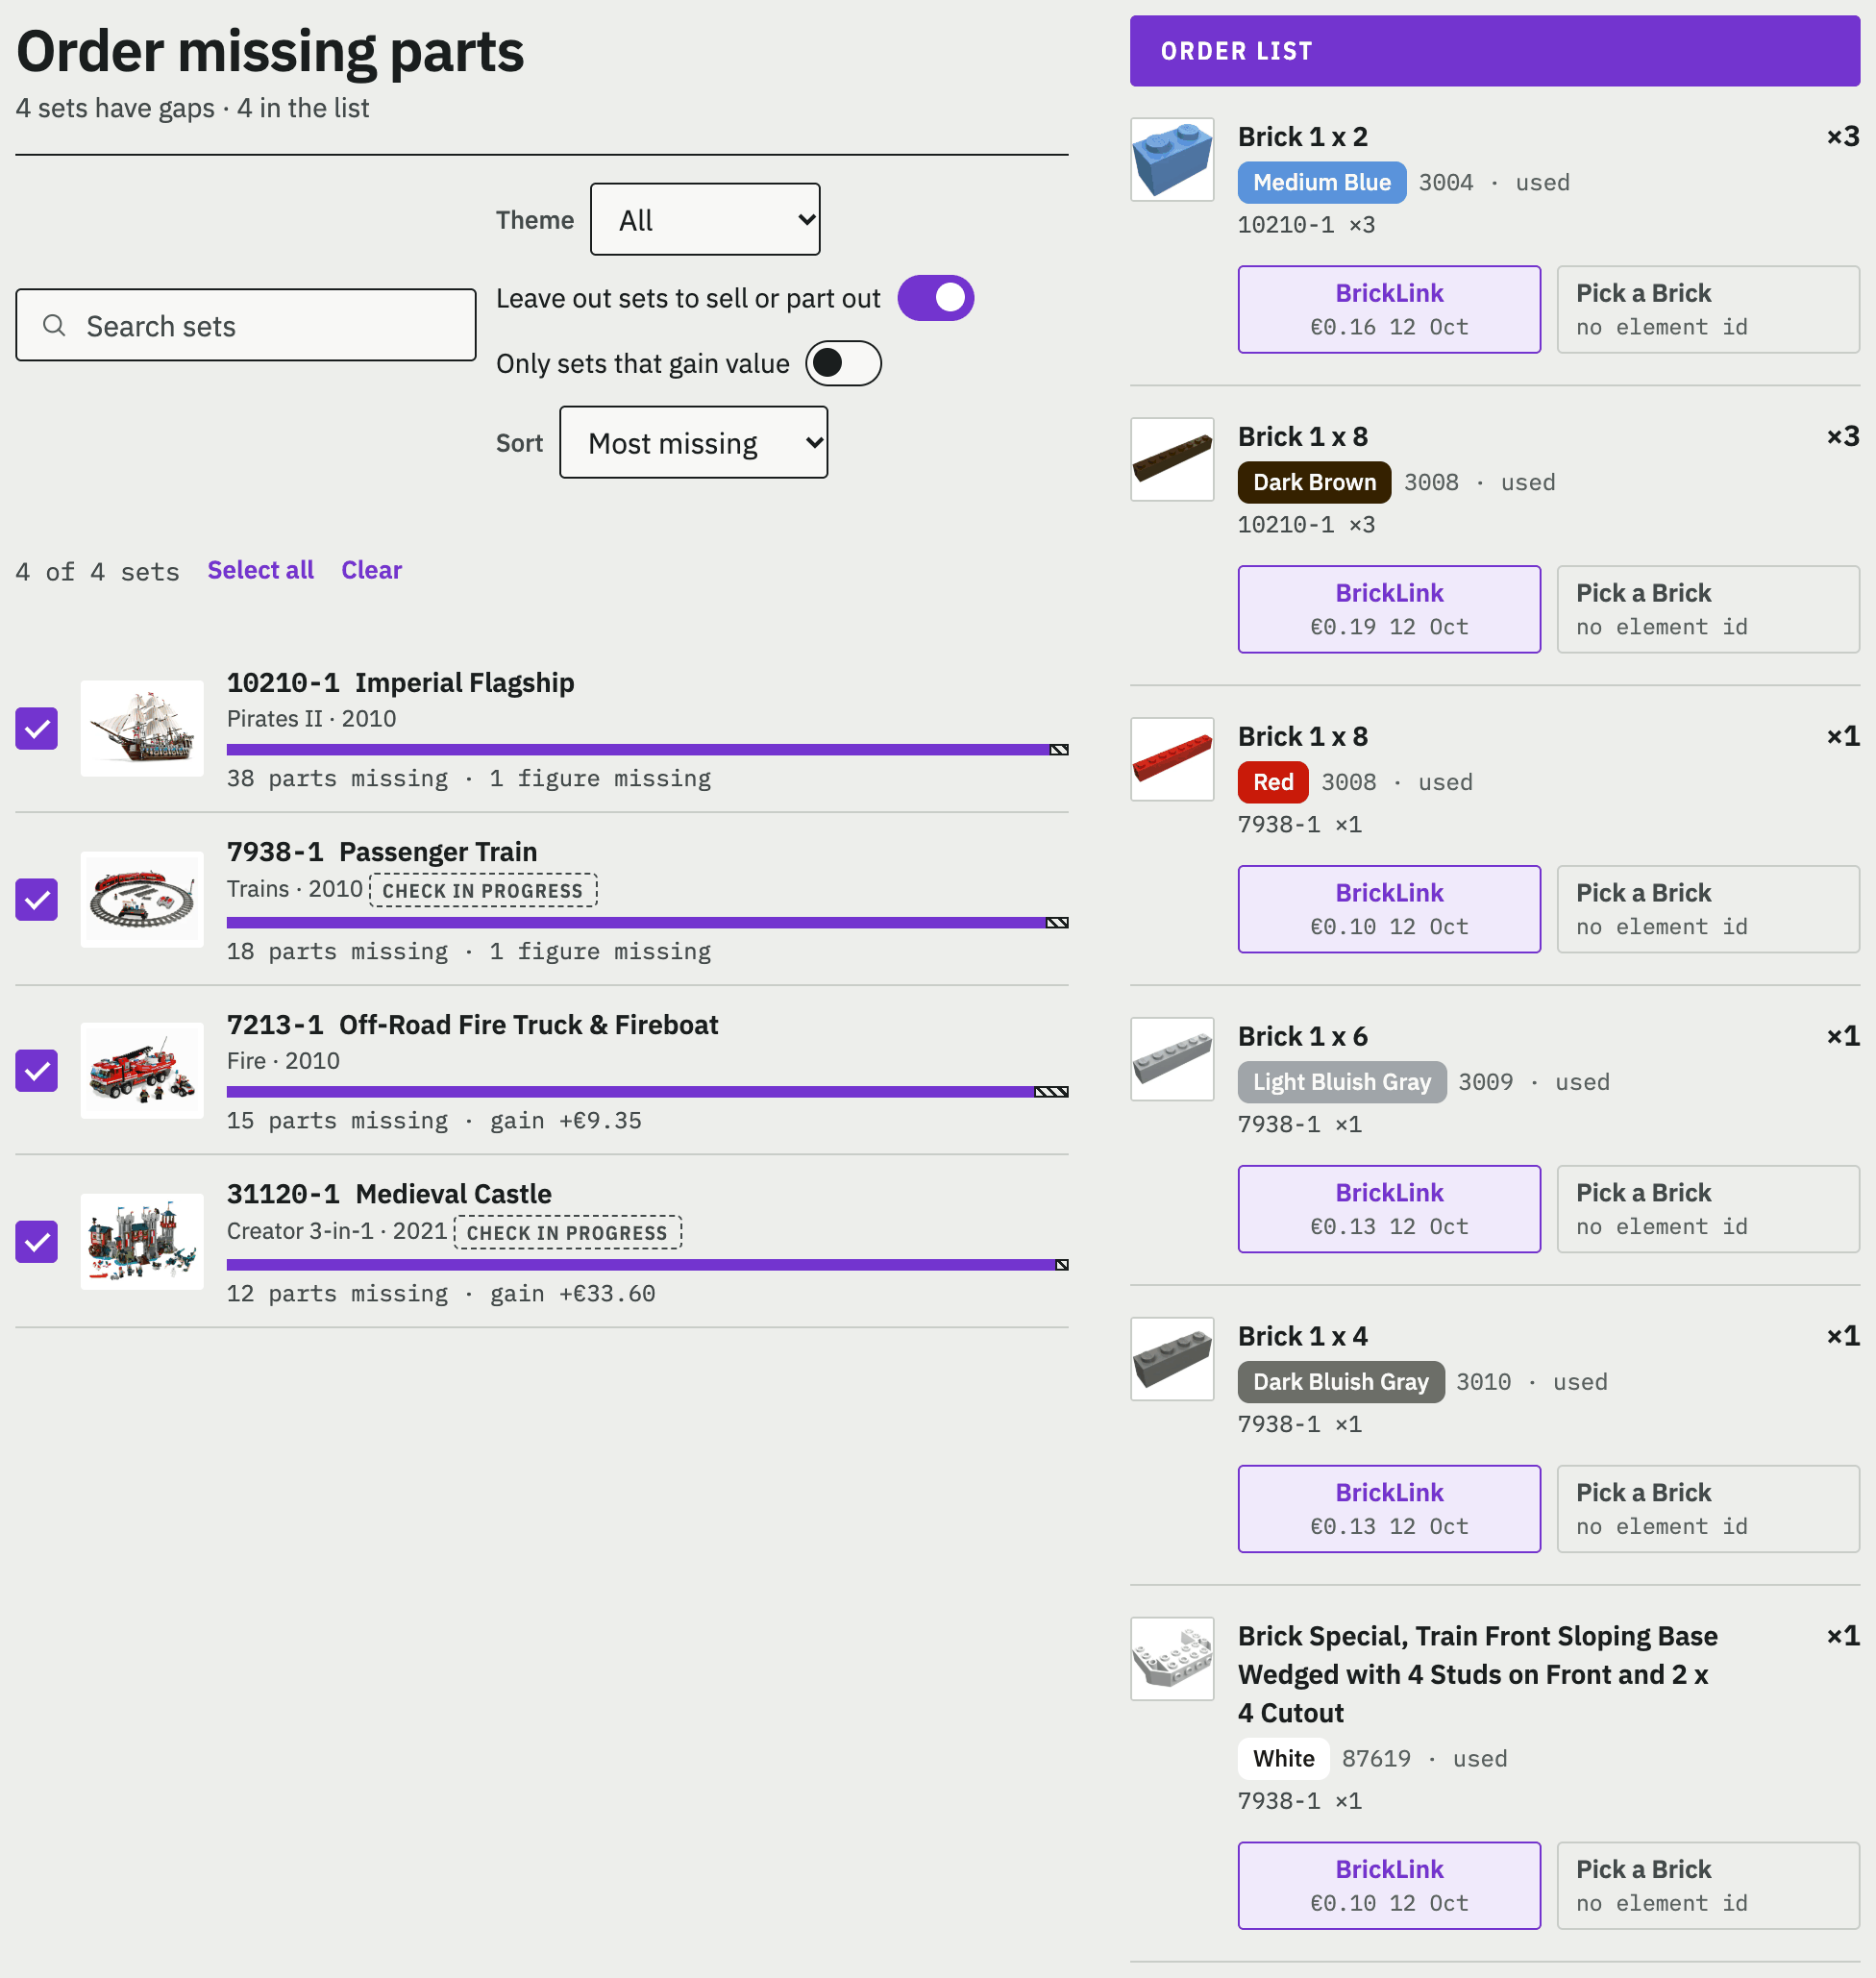 Order missing parts
4 sets have gaps · 4 in the list
Theme All
Search sets
Leave out sets to sell or part out
Only sets that gain value
Sort Most missing
4 of 4 sets Select all Clear
10210-1 Imperial Flagship
Pirates II · 2010
38 parts missing · 1 figure missing
7938-1 Passenger Train
Trains · 2010 CHECK IN PROGRESS
18 parts missing · 1 figure missing
7213-1 Off-Road Fire Truck & Fireboat
Fire · 2010
15 parts missing · gain +€9.35
31120-1 Medieval Castle
Creator 3-in-1 · 2021 CHECK IN PROGRESS
12 parts missing · gain +€33.60
ORDER LIST
Brick 1 x 2 ×3
Medium Blue 3004 · used
10210-1 ×3
BrickLink Pick a Brick
€0.16 12 Oct no element id
Brick 1 x 8 ×3
Dark Brown 3008 · used
10210-1 ×3
BrickLink Pick a Brick
€0.19 12 Oct no element id
Brick 1 x 8 ×1
Red 3008 · used
7938-1 ×1
BrickLink Pick a Brick
€0.10 12 Oct no element id
Brick 1 x 6 ×1
Light Bluish Gray 3009 · used
7938-1 ×1
BrickLink Pick a Brick
€0.13 12 Oct no element id
Brick 1 x 4 ×1
Dark Bluish Gray 3010 · used
7938-1 ×1
BrickLink Pick a Brick
€0.13 12 Oct no element id
Brick Special, Train Front Sloping Base ×1
Wedged with 4 Studs on Front and 2 x
4 Cutout
White 87619 · used
7938-1 ×1
BrickLink Pick a Brick
€0.10 12 Oct no element id